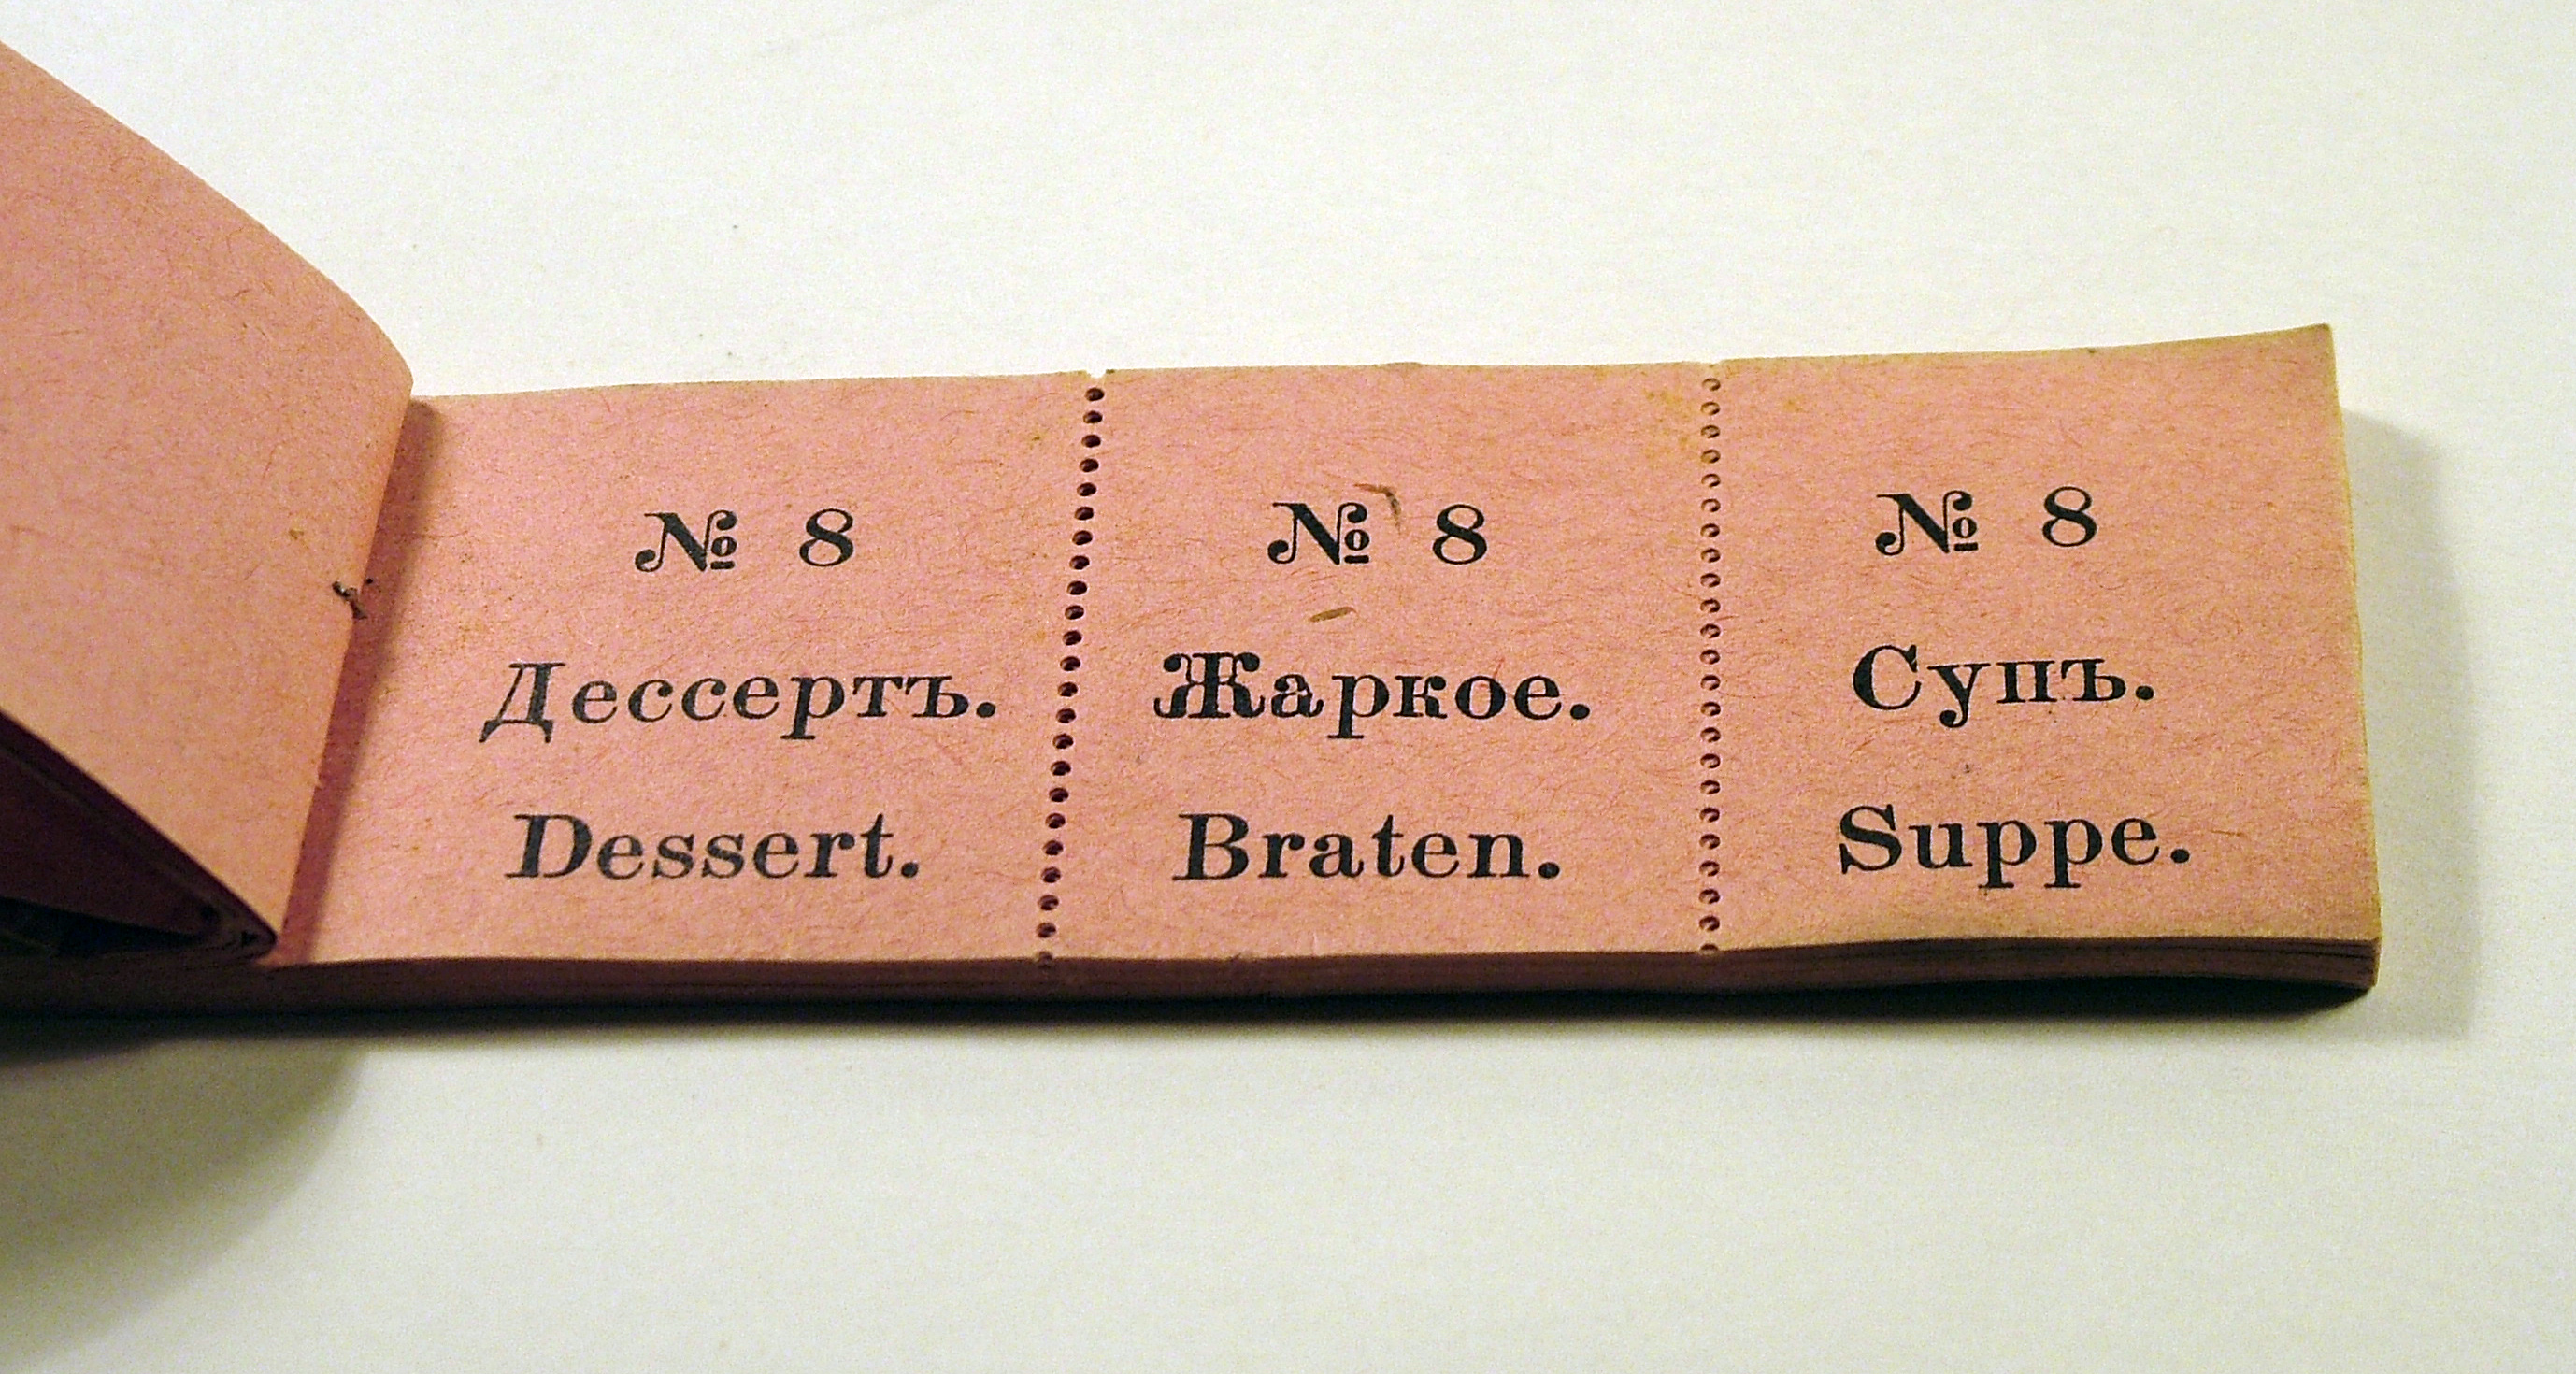 № 8
Дессертъ.
Dessert.
№ 8
Жаркое.
Braten.
№ 8
Супъ.
Suppe.